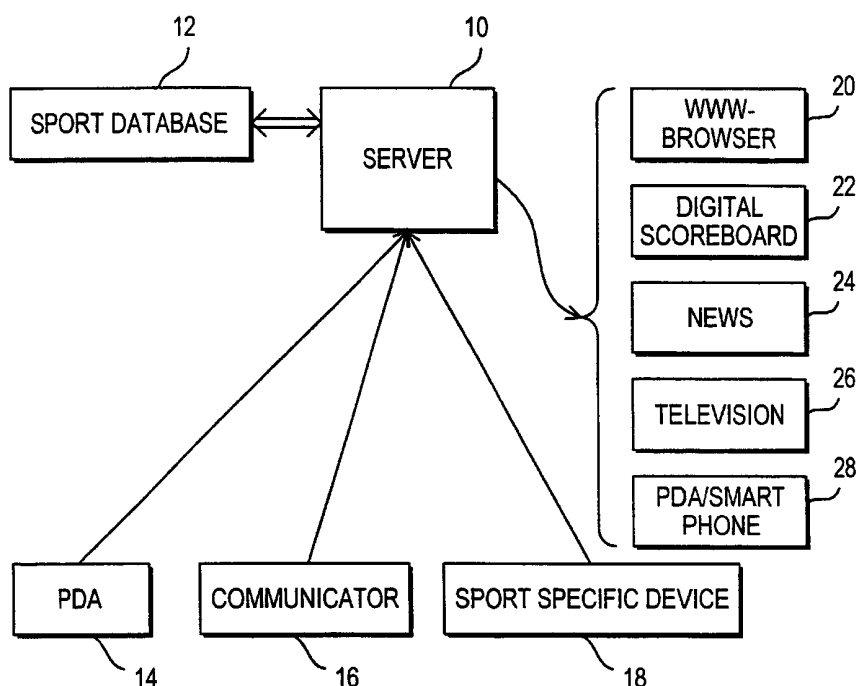 12
10
SPORT DATABASE
SERVER
20
WWW-
BROWSER
22
DIGITAL
SCOREBOARD
24
NEWS
26
TELEVISION
28
PDA/SMART
PHONE
PDA
COMMUNICATOR
SPORT SPECIFIC DEVICE
14
16
18